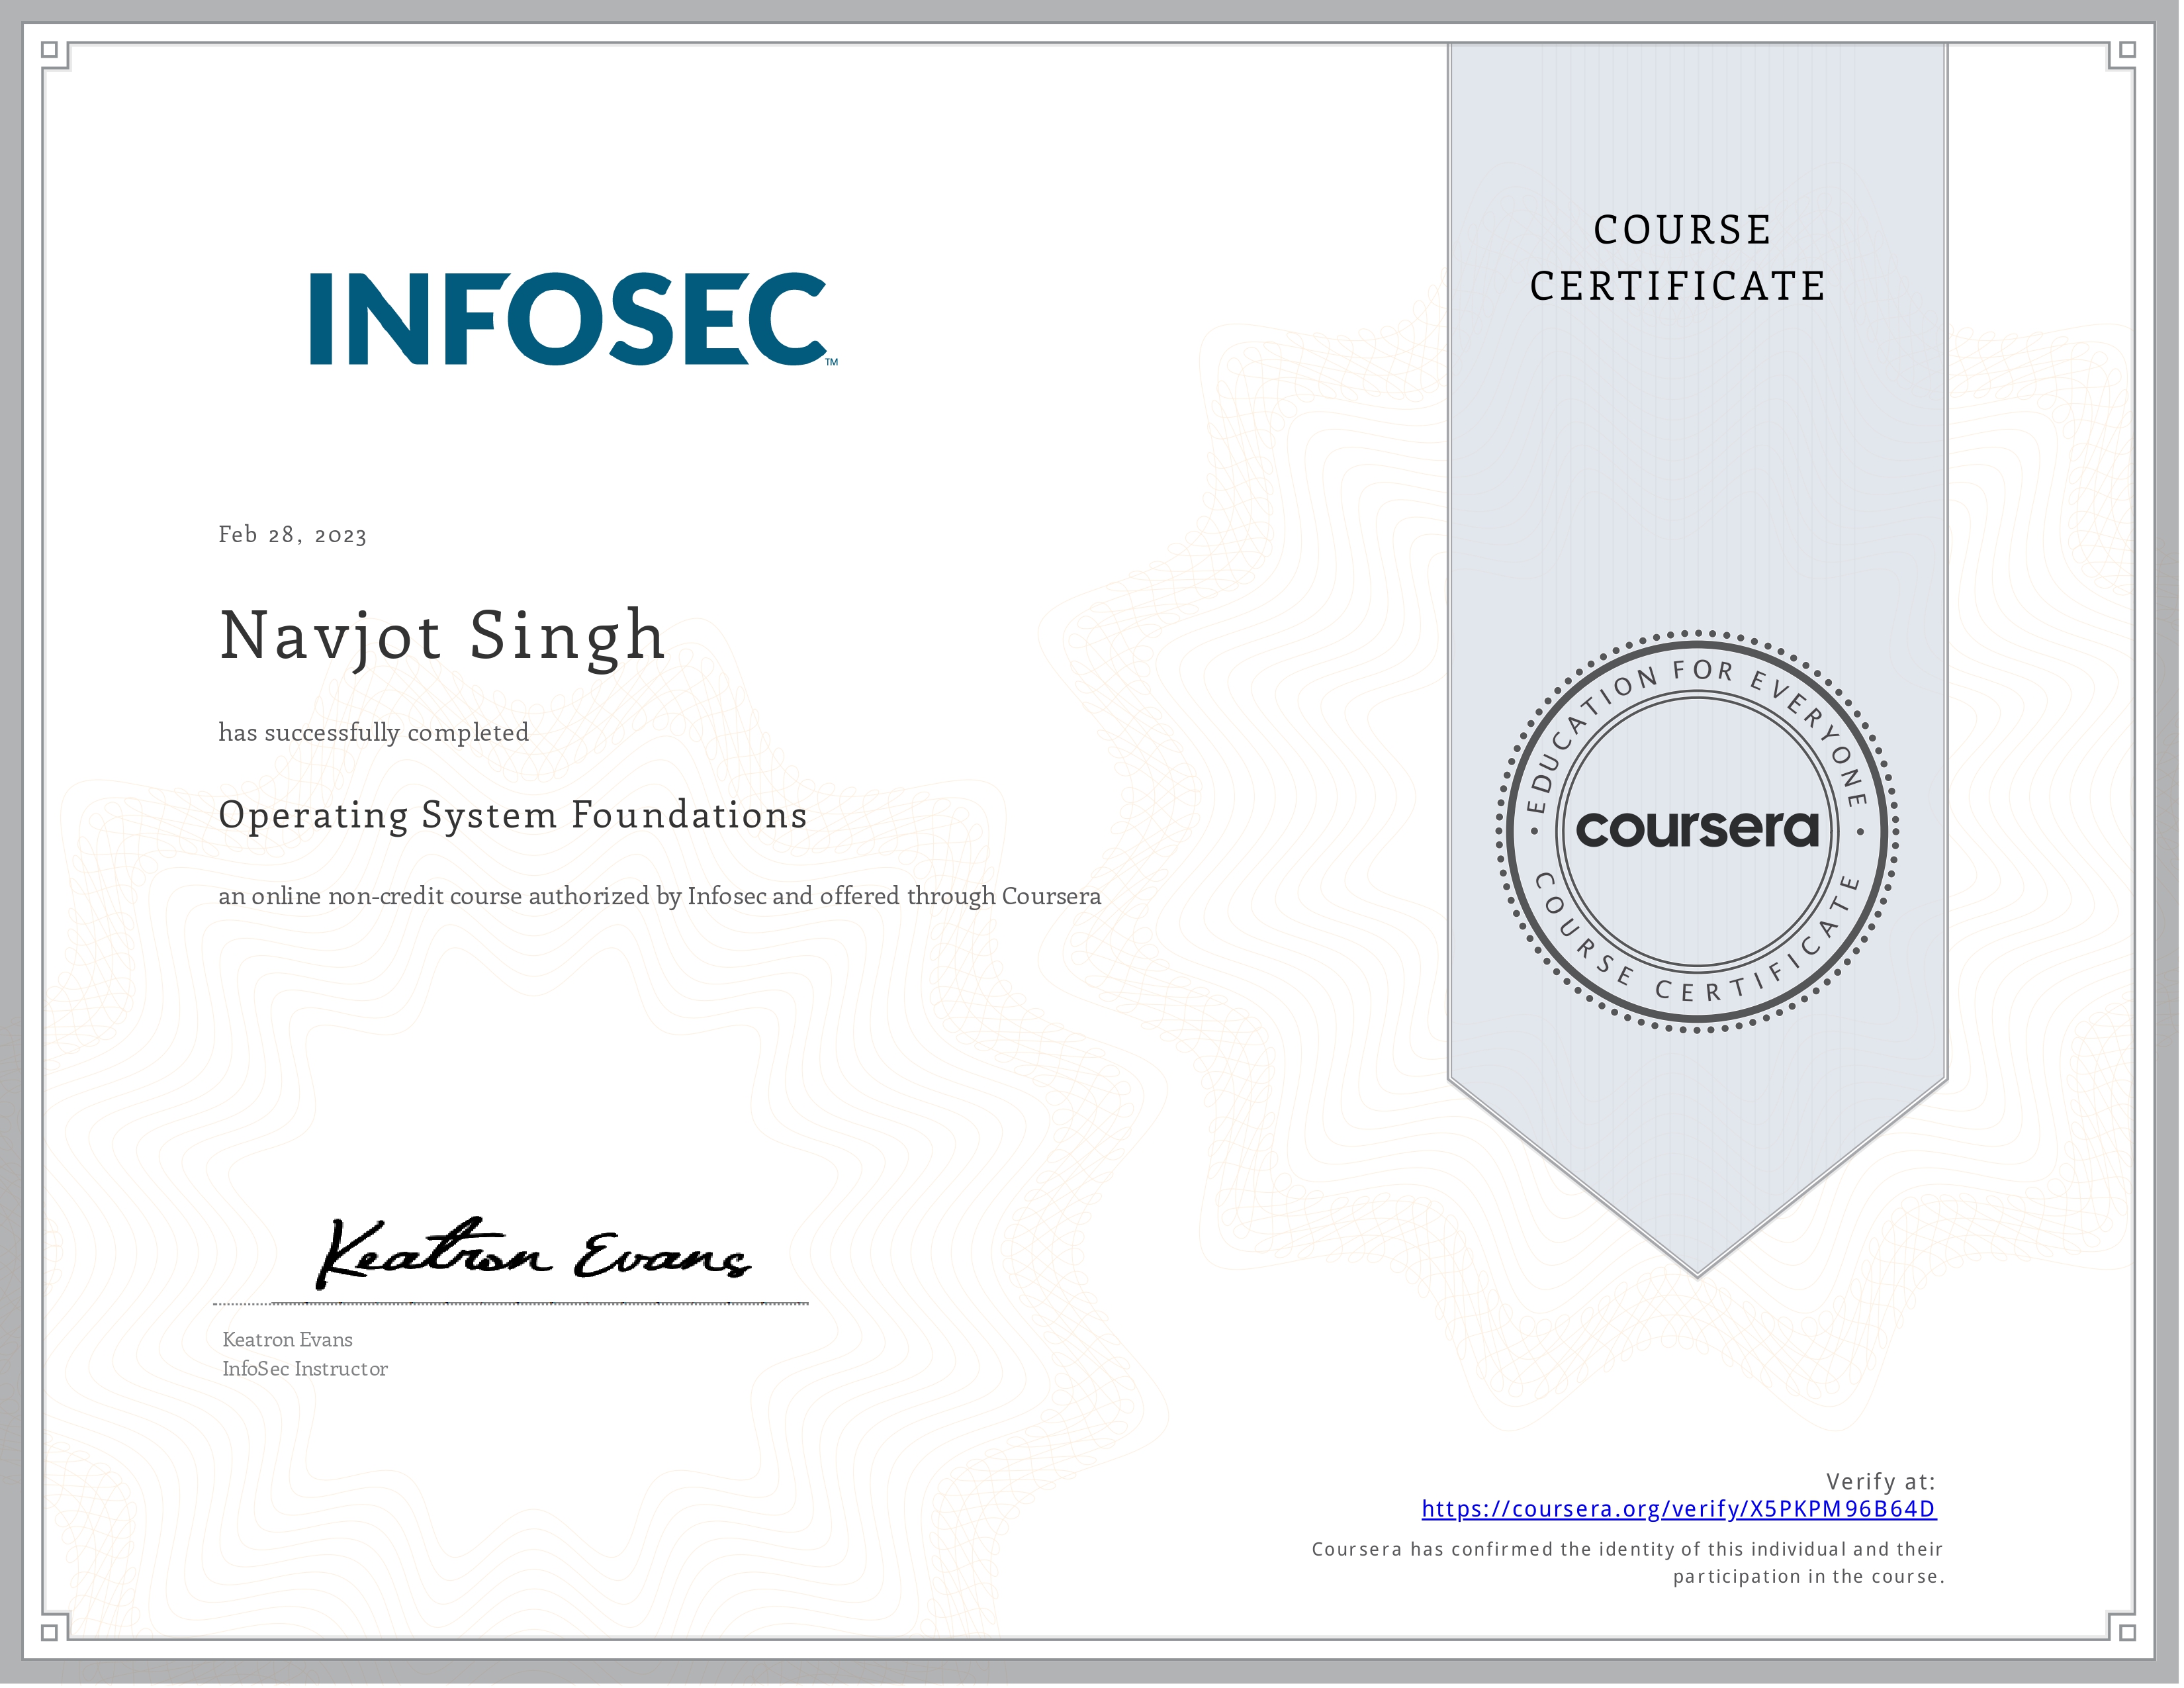 INFOSEC™
COURSE
CERTIFICATE
Feb 28, 2023
Navjot Singh
has successfully completed
Operating System Foundations
an online non-credit course authorized by Infosec and offered through Coursera
EDUCATION FOR EVERYONE
coursera
COURSE CERTIFICATE
Keatron Evans
Keatron Evans
InfoSec Instructor
Verify at:
https://coursera.org/verify/X5PKPM96B64D
Coursera has confirmed the identity of this individual and their
participation in the course.